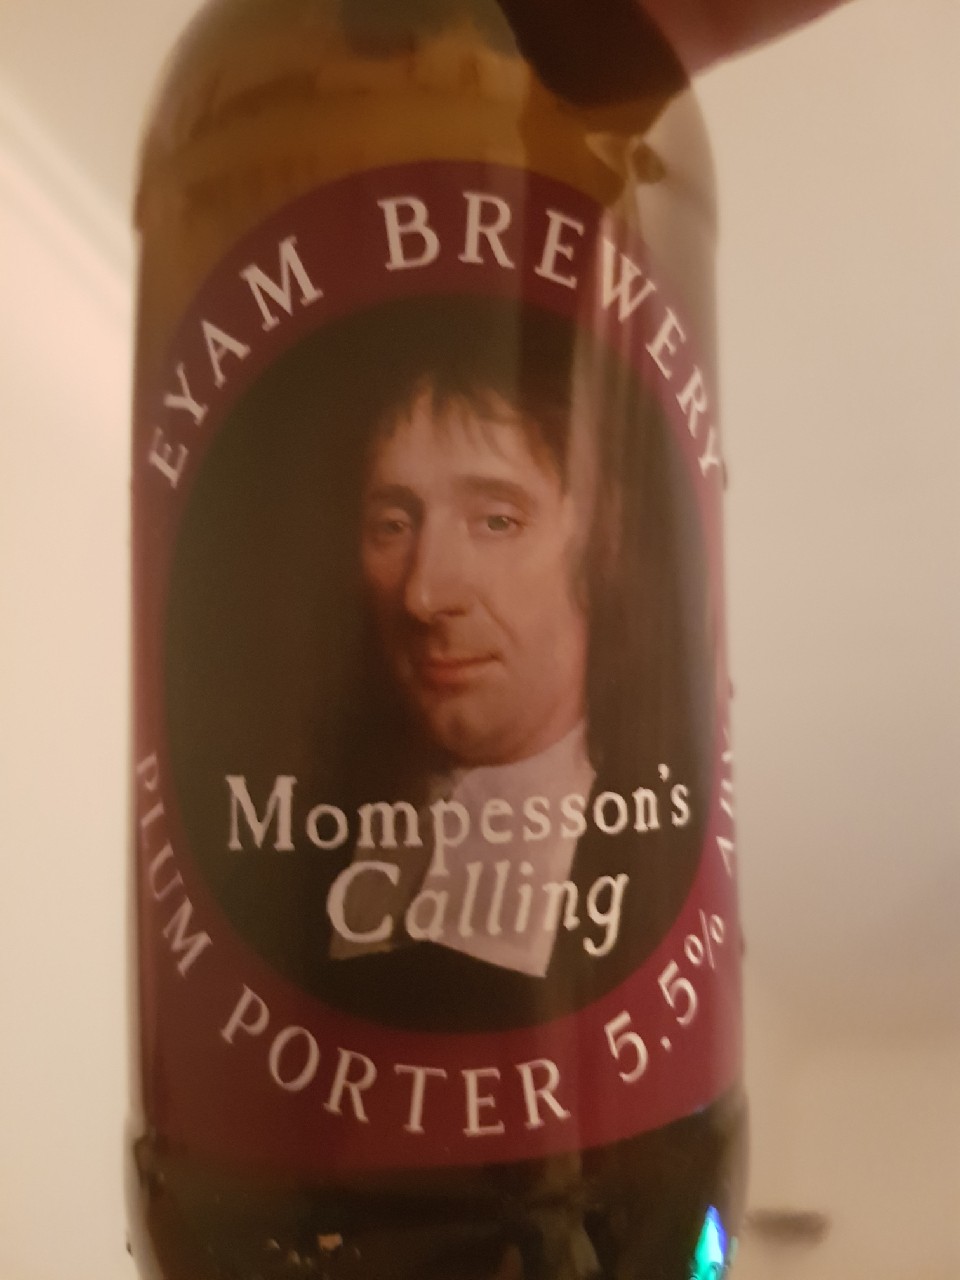 EYAM BREWERY
Mompesson's
Calling
PLUM PORTER 5.5%